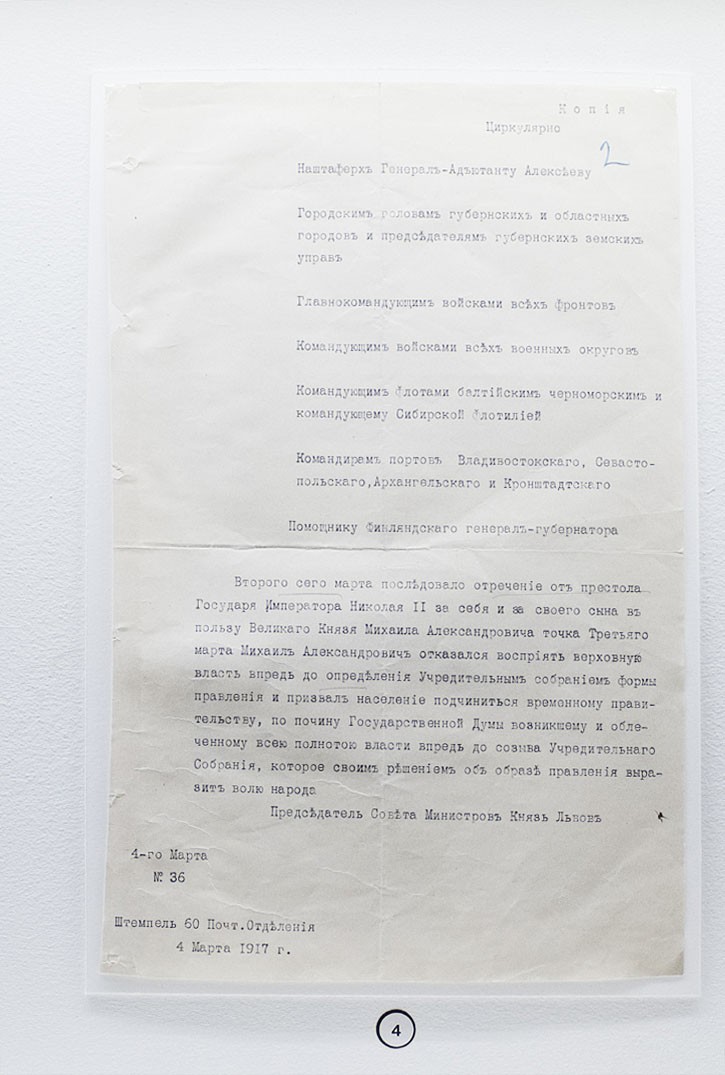 Копія
Циркулярно
2
Наштаферхъ Генералъ-Адъютанту Алексѣеву
Городскимъ головамъ губернскихъ и областныхъ
городовъ и предсѣдателямъ губернскихъ земскихъ
управъ
Главнокомандующимъ войсками всѣхъ фронтовъ
Командующимъ войсками всѣхъ военныхъ округовъ
Командующимъ флотами балтійскимъ черноморскимъ и
командующему Сибирской Флотиліей
Командирамъ портовъ Владивостокскаго, Севасто-
польскаго,Архангельскаго и Кронштадтскаго
Помощнику Финляндскаго генералъ-губернатора
Второго сего марта послѣдовало отреченіе отъ престола
Государя Императора Николая II за себя и за своего сына въ
пользу Великаго Князя Михаила Александровича точка Третьяго
марта Михаилъ Александровичъ отказался воспріять верховную
власть впредь до опредѣленія Учредительнымъ собраніемъ формы
правленія и призвалъ населеніе подчиниться временному прави-
тельству, по почину Государственной Думы возникшему и обле-
ченному всею полнотою власти впредь до созыва Учредительнаго
Собранія, которое своимъ рѣшеніемъ объ образѣ правленія выра-
зитъ волю народа
Предсѣдатель Совѣта Министровъ Князь Львовъ
4-го Марта
№ 36
Штемпель 60 Почт.Отдѣленія
4 Марта 1917 г.
4